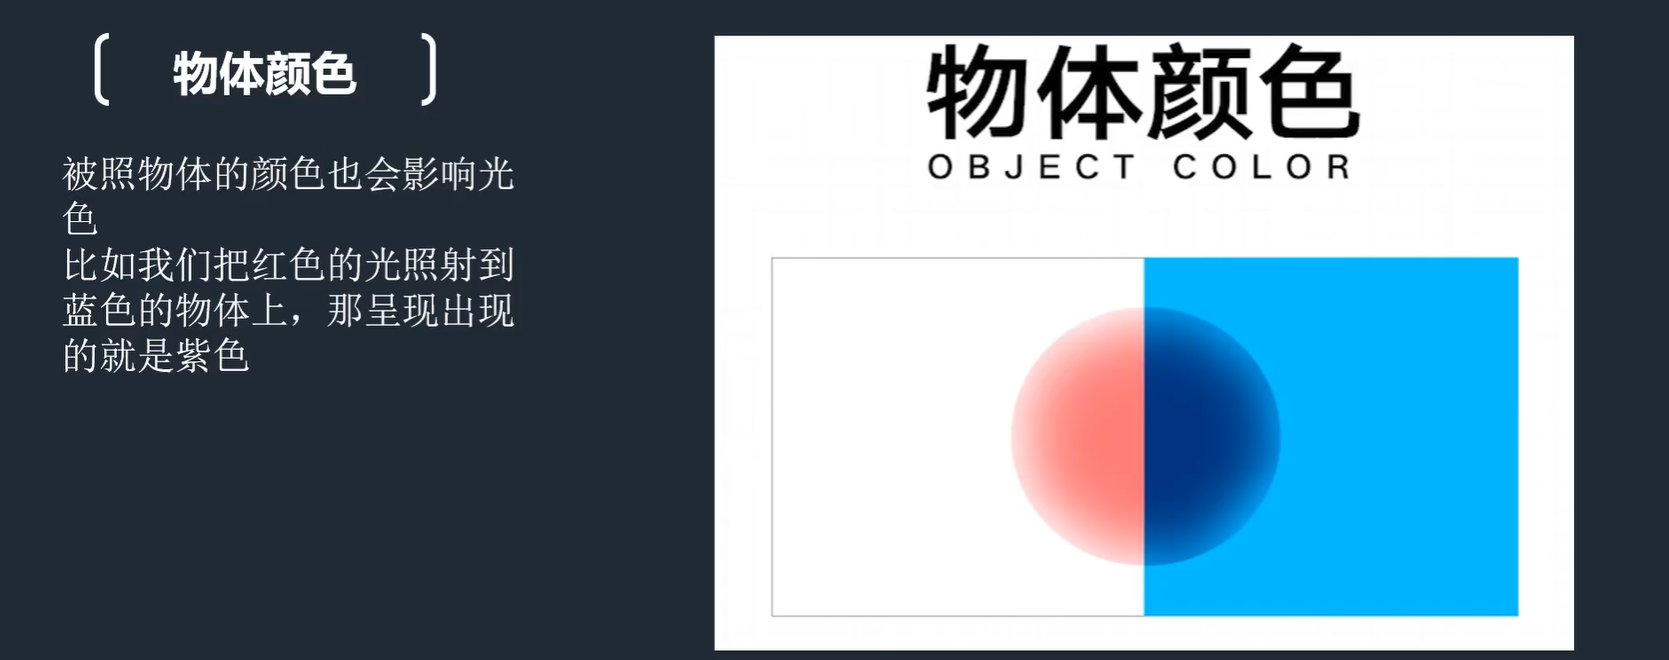 物体颜色
被照物体的颜色也会影响光
色
比如我们把红色的光照射到
蓝色的物体上，那呈现出现
的就是紫色
物体颜色
OBJECT COLOR